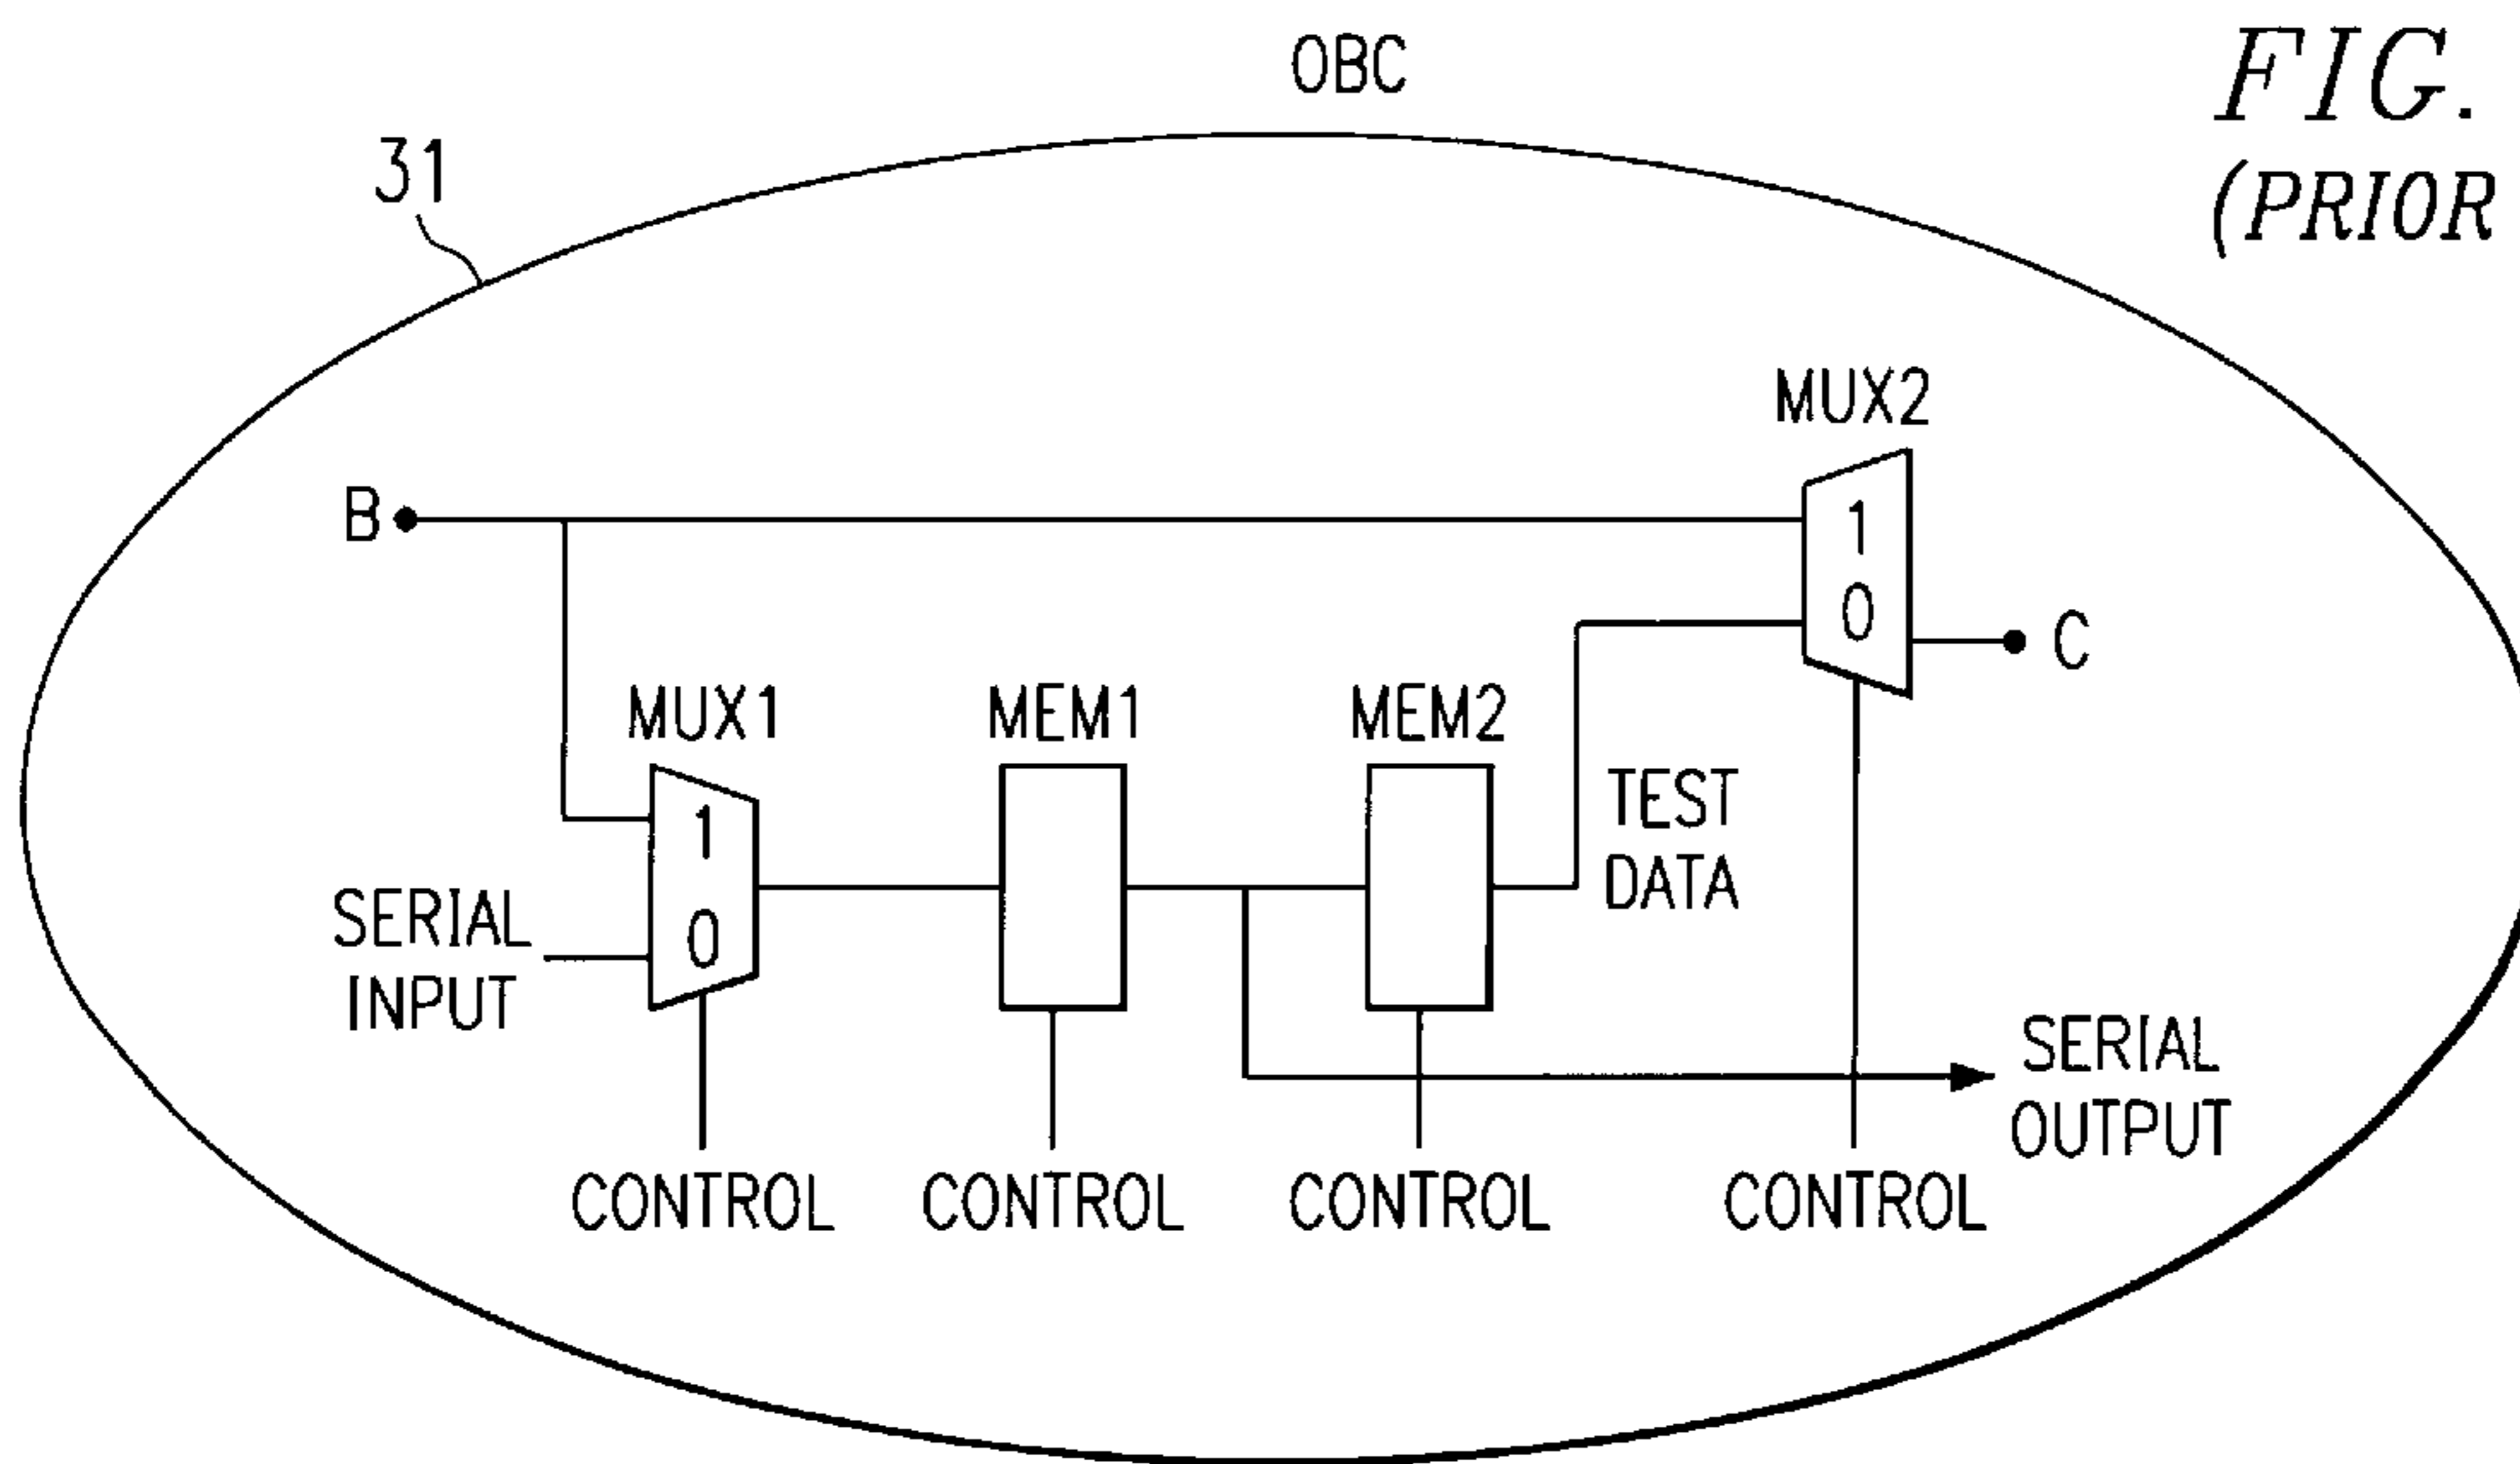 OBC
FIG.
(PRIOR
31
MUX2
B
1
0
C
MUX1
MEM1
MEM2
1
0
TEST
DATA
SERIAL
INPUT
SERIAL
OUTPUT
CONTROL
CONTROL
CONTROL
CONTROL